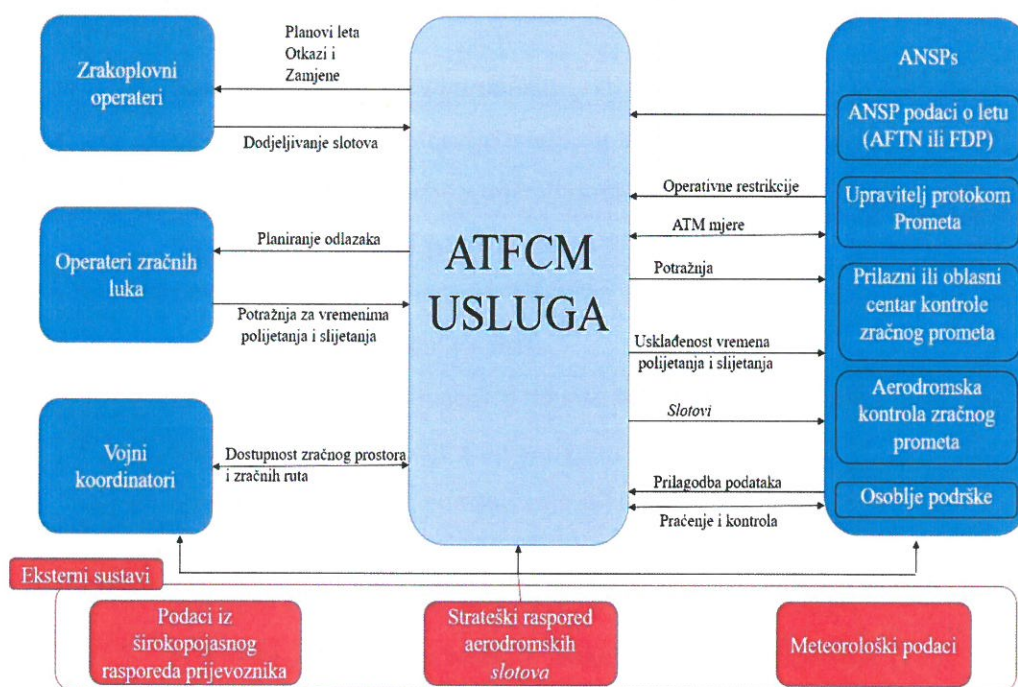 Zrakoplovni
operateri
Planovi leta
Otkazi i
Zamjene
Dodjeljivanje slotova
Operateri zračnih
luka
Planiranje odlazaka
Potražnja za vremenima
polijetanja i slijetanja
Vojni
koordinatori
Dostupnost zračnog prostora
i zračnih ruta
ATFCM
USLUGA
Operativne restrikcije
ATM mjere
Potražnja
Usklađenost vremena
polijetanja i slijetanja
Slotovi
Prilagodba podataka
Praćenje i kontrola
ANSPs
ANSP podaci o letu
(AFTN ili FDP)
Upravitelj protokom
Prometa
Prilazni ili oblasni
centar kontrole
zračnog prometa
Aerodromska
kontrola zračnog
prometa
Osoblje podrške
Eksterni sustavi
Podaci iz
širokopojasnog
rasporeda prijevoznika
Strateški raspored
aerodromskih
slotova
Meteorološki podaci